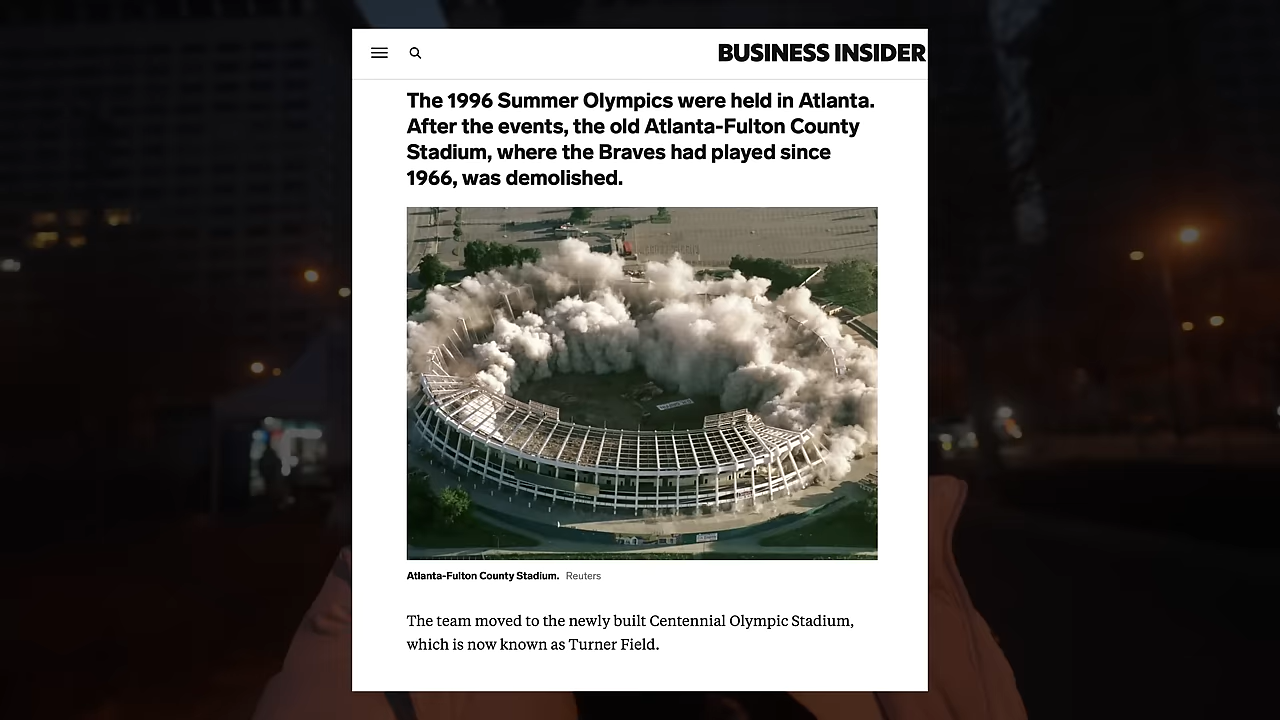 BUSINESS INSIDER
The 1996 Summer Olympics were held in Atlanta.
After the events, the old Atlanta-Fulton County
Stadium, where the Braves had played since
1966, was demolished.
Atlanta-Fulton County Stadium. Reuters
The team moved to the newly built Centennial Olympic Stadium,
which is now known as Turner Field.